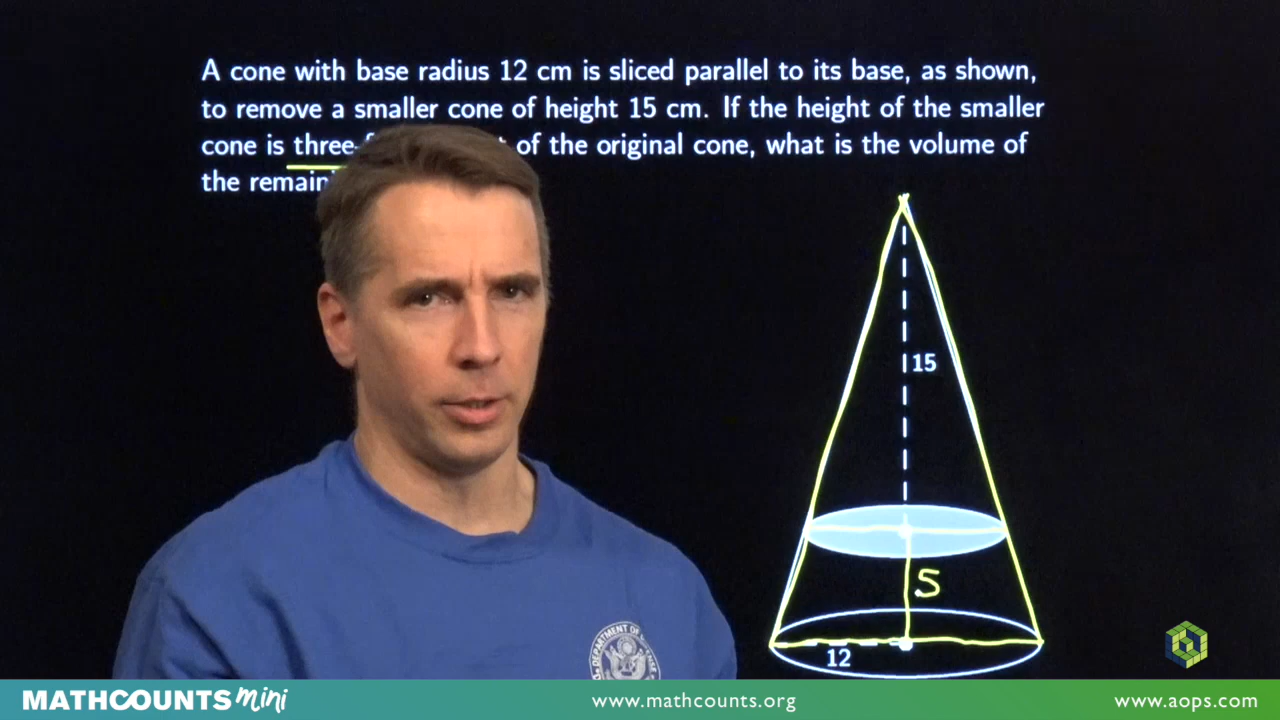 A cone with base radius 12 cm is sliced parallel to its base, as shown,
to remove a smaller cone of height 15 cm. If the height of the smaller
cone is three- of the original cone, what is the volume of
the
15
5
12
DEPARTMENT OF
MATHCOUNTS mini
www.mathcounts.org
www.aops.com